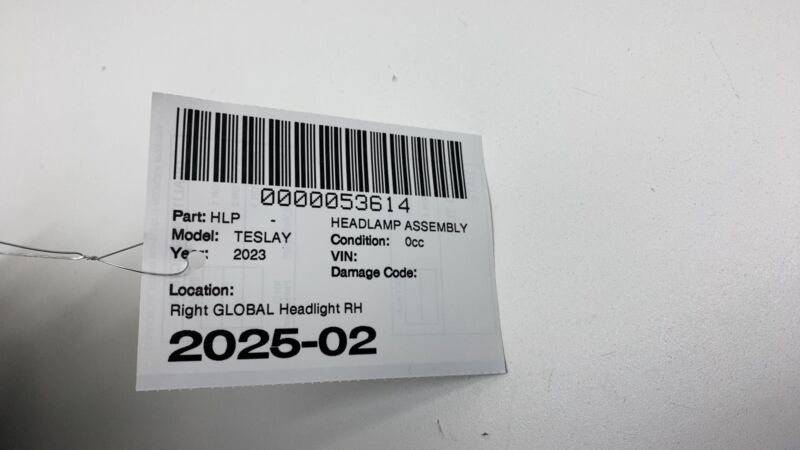 0000053614
Part: HLP - HEADLAMP ASSEMBLY
Model: TESLAY Condition: 0cc
Year: 2023 VIN:
Damage Code:
Location:
Right GLOBAL Headlight RH
2025-02